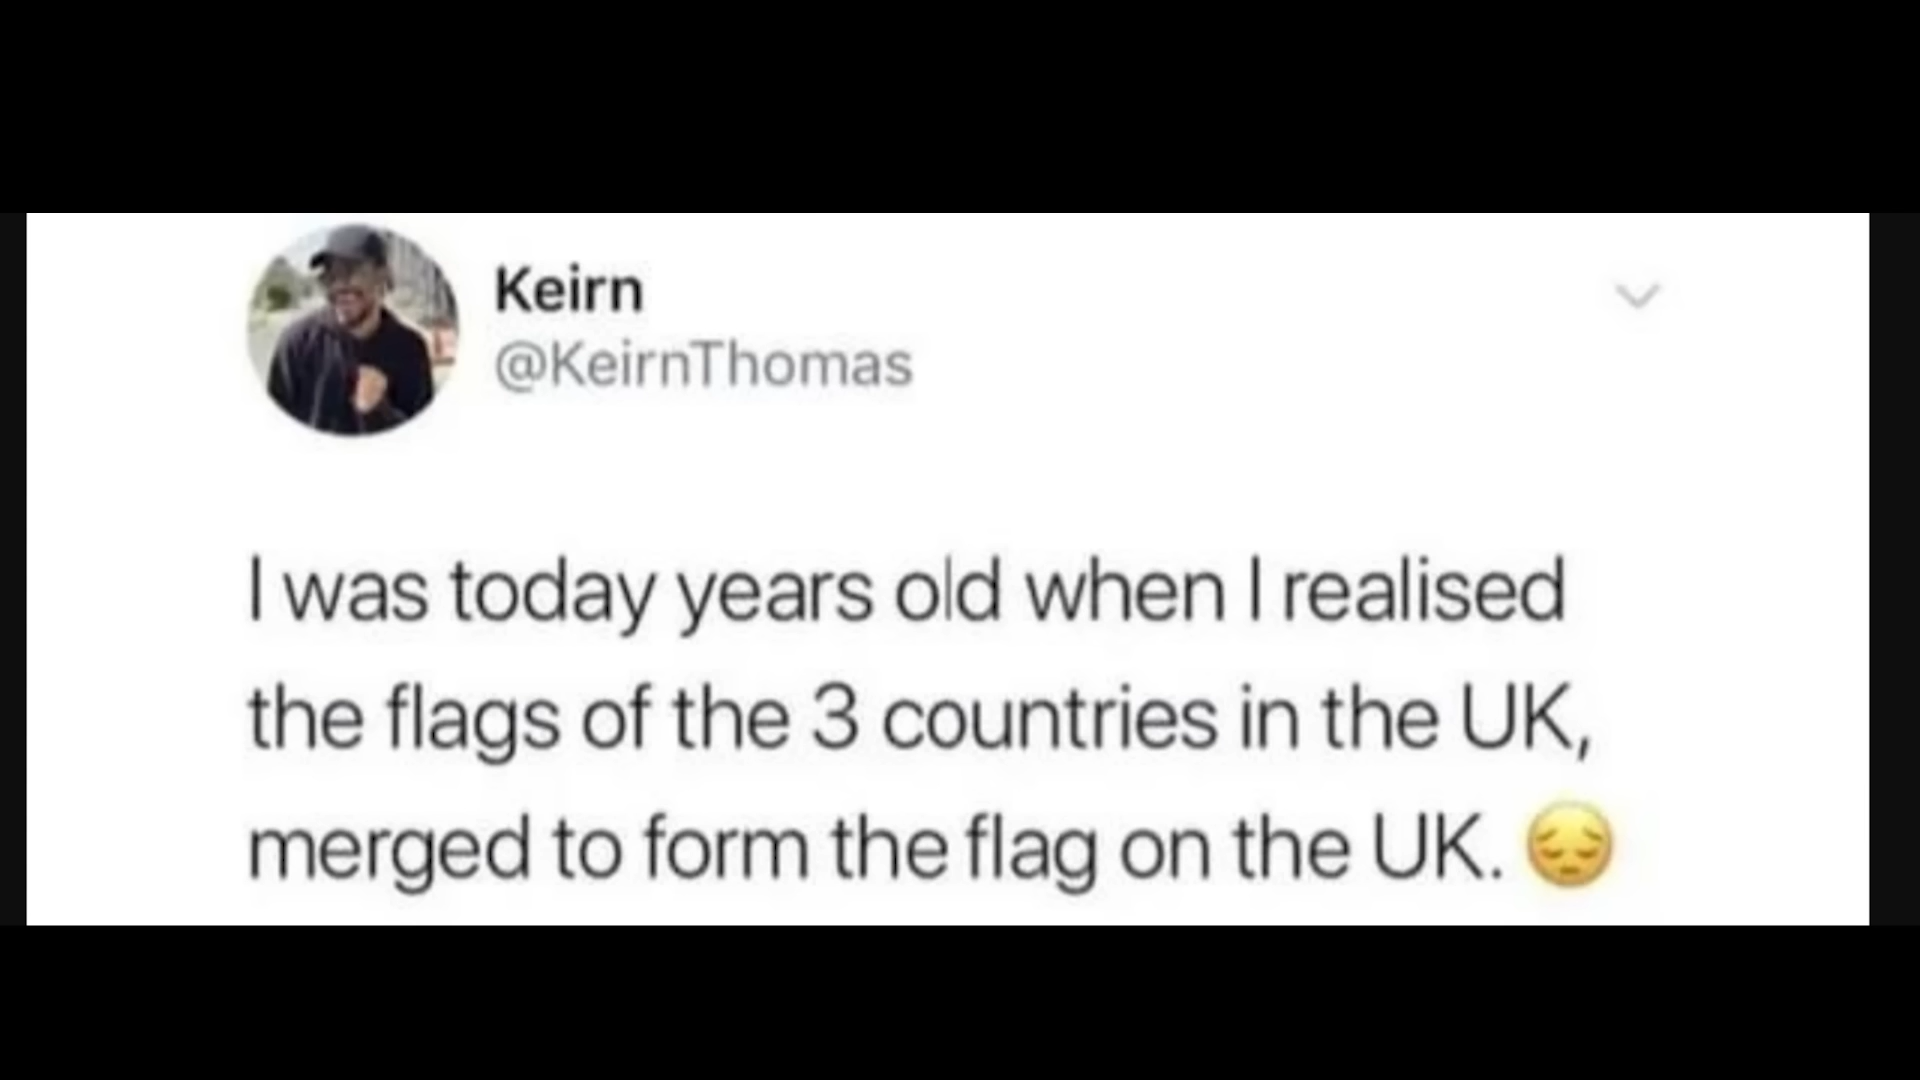 Keirn
@KeirnThomas
I was today years old when I realised
the flags of the 3 countries in the UK,
merged to form the flag on the UK. 😔